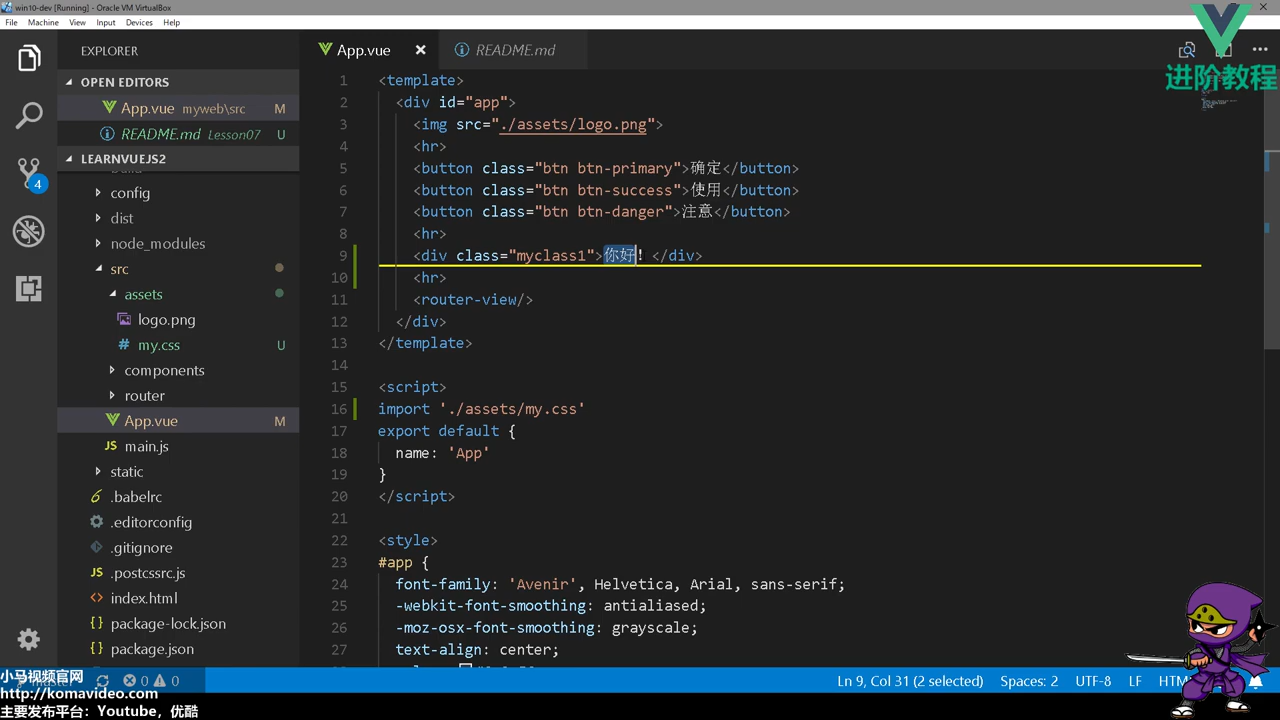 win10-dev [Running] - Oracle VM VirtualBox
File Machine View Input Devices Help
EXPLORER
OPEN EDITORS
App.vue myweb\src M
README.md Lesson07 U
LEARNVUEJS2
config
dist
node_modules
src
assets
logo.png
# my.css U
components
router
App.vue M
JS main.js
static
.babelrc
.editorconfig
.gitignore
JS .postcssrc.js
<> index.html
{} package-lock.json
{} package.json
4
App.vue
README.md
进阶教程
1 <template>
2 <div id="app">
3 <img src="./assets/logo.png">
4 <hr>
5 <button class="btn btn-primary">确定</button>
6 <button class="btn btn-success">使用</button>
7 <button class="btn btn-danger">注意</button>
8 <hr>
9 <div class="myclass1">你好！</div>
10 <hr>
11 <router-view/>
12 </div>
13 </template>
14
15 <script>
16 import './assets/my.css'
17 export default {
18 name: 'App'
19 }
20 </script>
21
22 <style>
23 #app {
24 font-family: 'Avenir', Helvetica, Arial, sans-serif;
25 -webkit-font-smoothing: antialiased;
26 -moz-osx-font-smoothing: grayscale;
27 text-align: center;
0 0
Ln 9, Col 31 (2 selected) Spaces: 2 UTF-8 LF
小马视频官网
http://komavideo.com
主要发布平台：Youtube，优酷